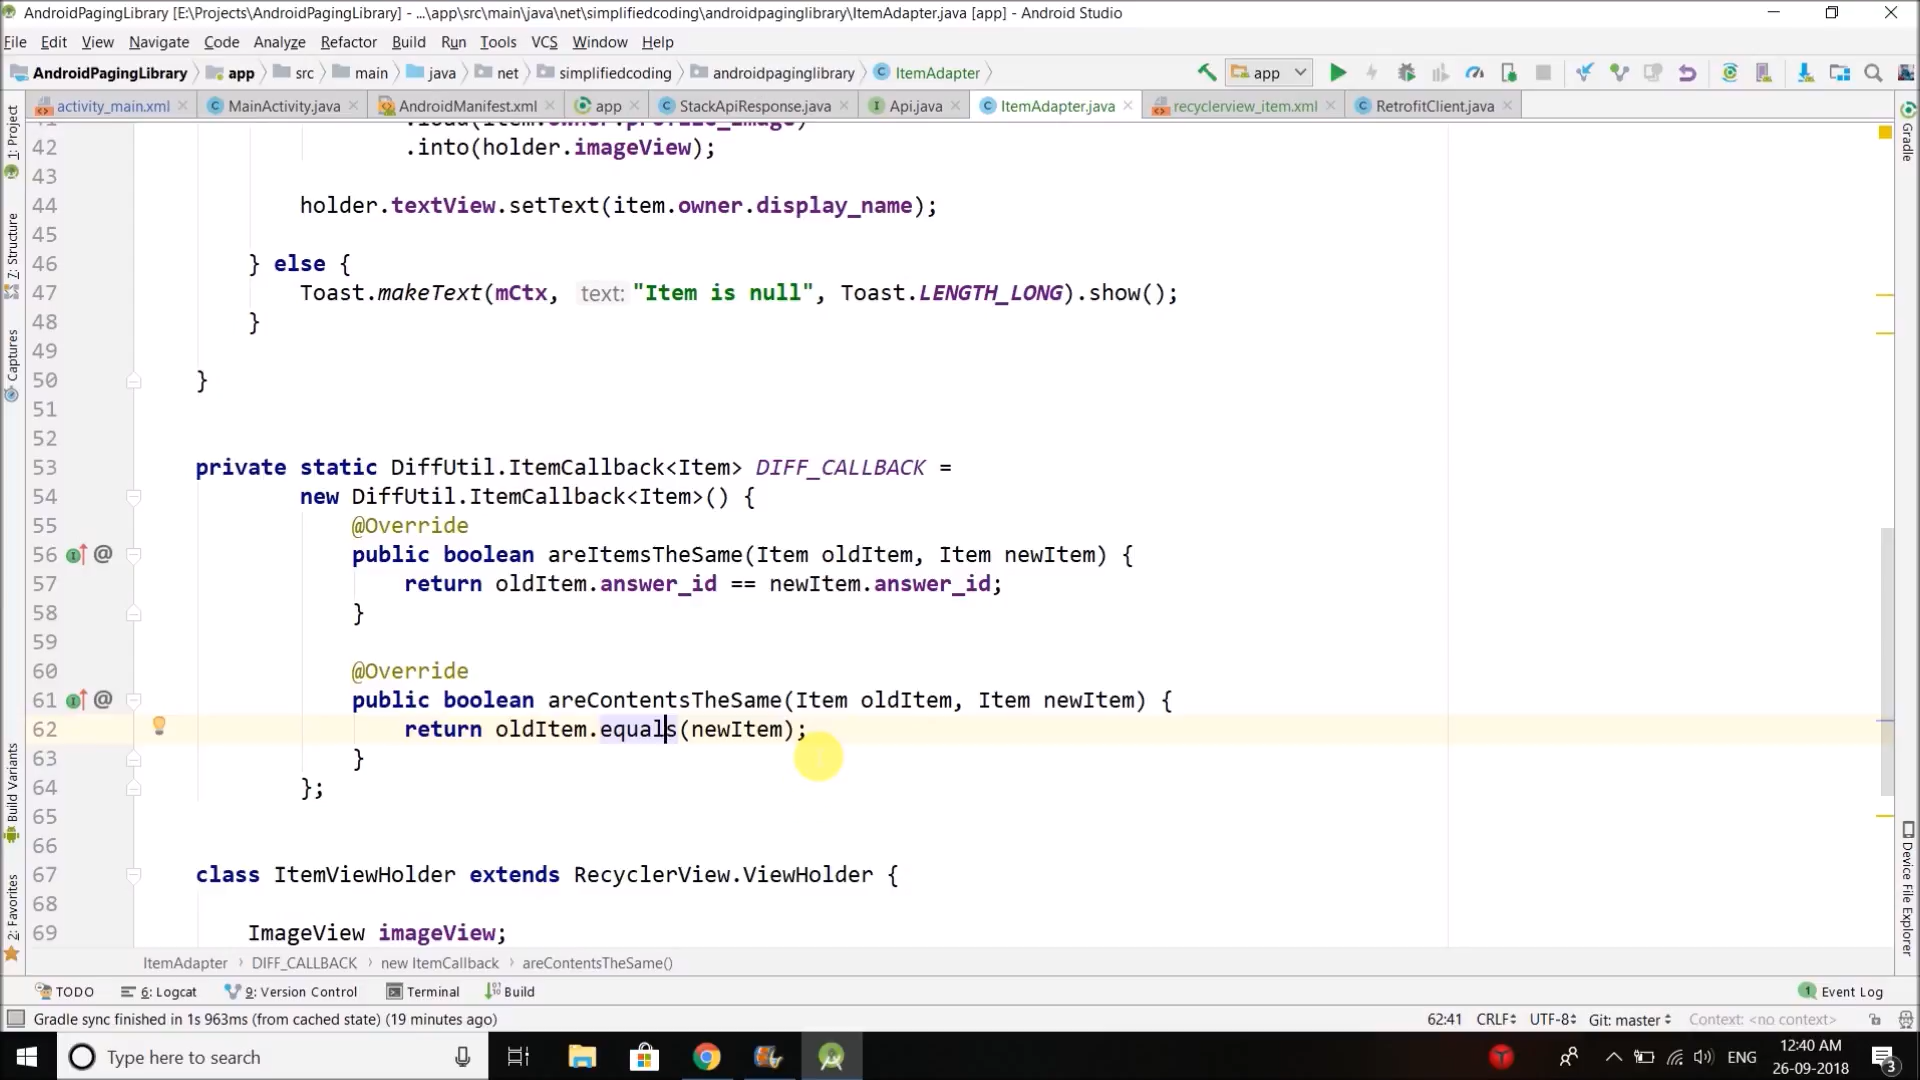 AndroidPagingLibrary [E:\Projects\AndroidPagingLibrary] - ...\app\src\main\java\net\simplifiedcoding\androidpaginglibrary\ItemAdapter.java [app] - Android Studio
File Edit View Navigate Code Analyze Refactor Build Run Tools VCS Window Help
AndroidPagingLibrary app src main java net simplifiedcoding androidpaginglibrary ItemAdapter app
activity_main.xml MainActivity.java AndroidManifest.xml app StackApiResponse.java Api.java ItemAdapter.java recyclerview_item.xml RetrofitClient.java
1: Project
7: Structure
Captures
Build Variants
2: Favorites
Gradle
Device File Explorer
41 .load(item.owner.profile_image)
42 .into(holder.imageView);
43
44 holder.textView.setText(item.owner.display_name);
45
46 } else {
47 Toast.makeText(mCtx, text: "Item is null", Toast.LENGTH_LONG).show();
48 }
49
50 }
51
52
53 private static DiffUtil.ItemCallback<Item> DIFF_CALLBACK =
54 new DiffUtil.ItemCallback<Item>() {
55 @Override
56 public boolean areItemsTheSame(Item oldItem, Item newItem) {
57 return oldItem.answer_id == newItem.answer_id;
58 }
59
60 @Override
61 public boolean areContentsTheSame(Item oldItem, Item newItem) {
62 return oldItem.equals(newItem);
63 }
64 };
65
66
67 class ItemViewHolder extends RecyclerView.ViewHolder {
68
69 ImageView imageView;
ItemAdapter › DIFF_CALLBACK › new ItemCallback › areContentsTheSame()
TODO 6: Logcat 9: Version Control Terminal Build 1 Event Log
Gradle sync finished in 1s 963ms (from cached state) (19 minutes ago) 62:41 CRLF UTF-8 Git: master Context: <no context>
Type here to search ENG 12:40 AM
26-09-2018 3